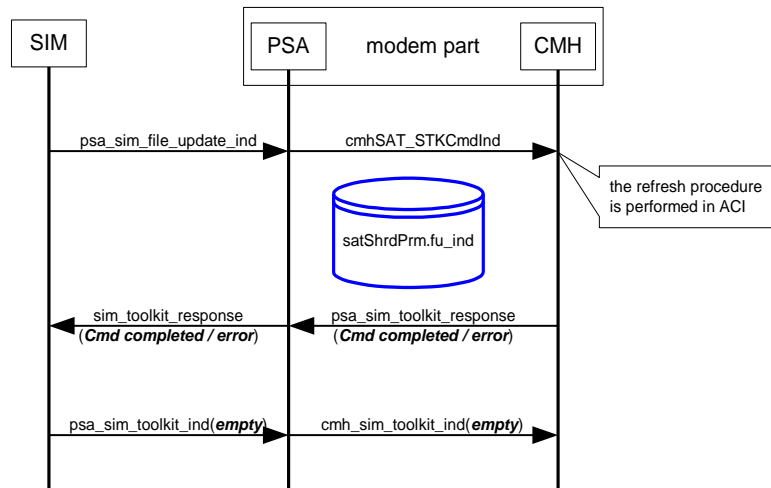 SIM
PSA
modem part
CMH
psa_sim_file_update_ind
cmhSAT_STKCmdInd
the refresh procedure
is performed in ACI
satShrdPrm.fu_ind
sim_toolkit_response
(Cmd completed / error)
psa_sim_toolkit_response
(Cmd completed / error)
psa_sim_toolkit_ind(empty)
cmh_sim_toolkit_ind(empty)